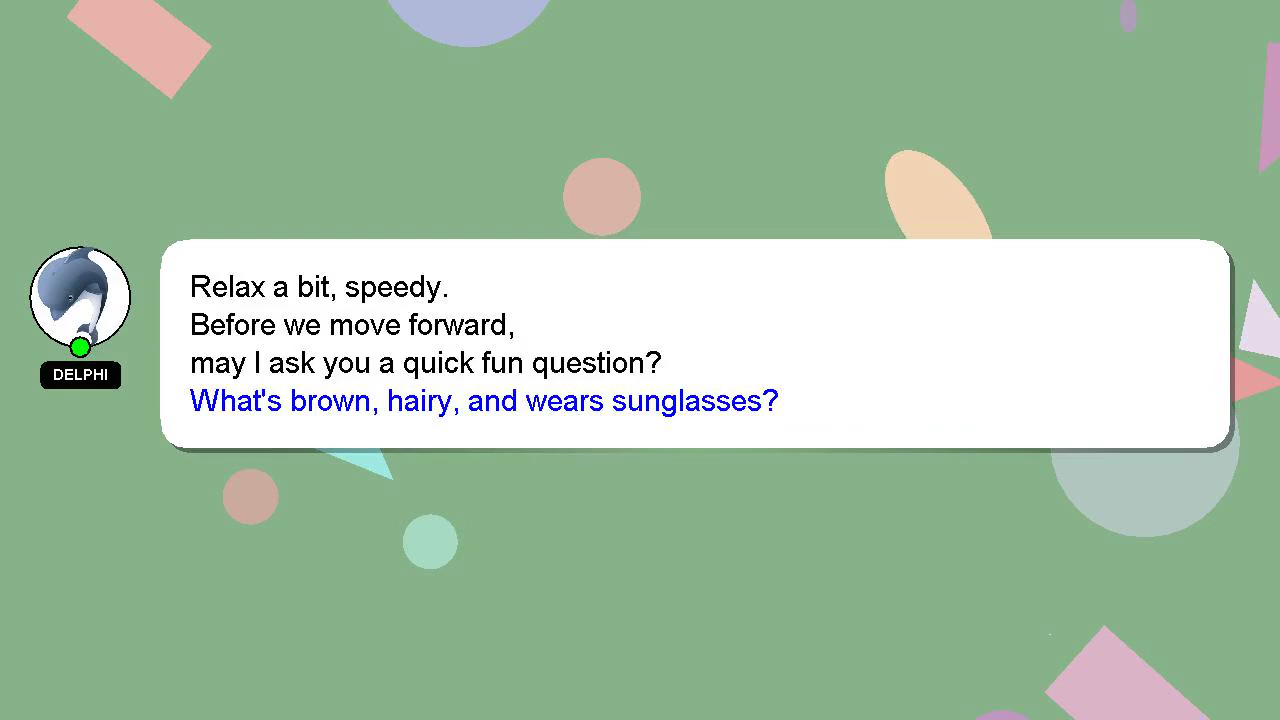 Relax a bit, speedy.
Before we move forward,
may I ask you a quick fun question?
What's brown, hairy, and wears sunglasses?
DELPHI